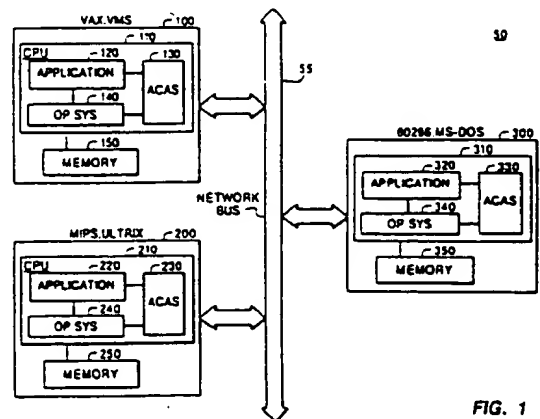 VAX.VMS
100
110
CPU
120
130
APPLICATION
ACAS
140
OP SYS
150
MEMORY
50
55
NETWORK
BUS
80286 MS-DOS
300
310
320
330
APPLICATION
ACAS
340
OP SYS
350
MEMORY
MIPS.ULTRIX
200
210
CPU
220
230
APPLICATION
ACAS
240
OP SYS
250
MEMORY
FIG. 1